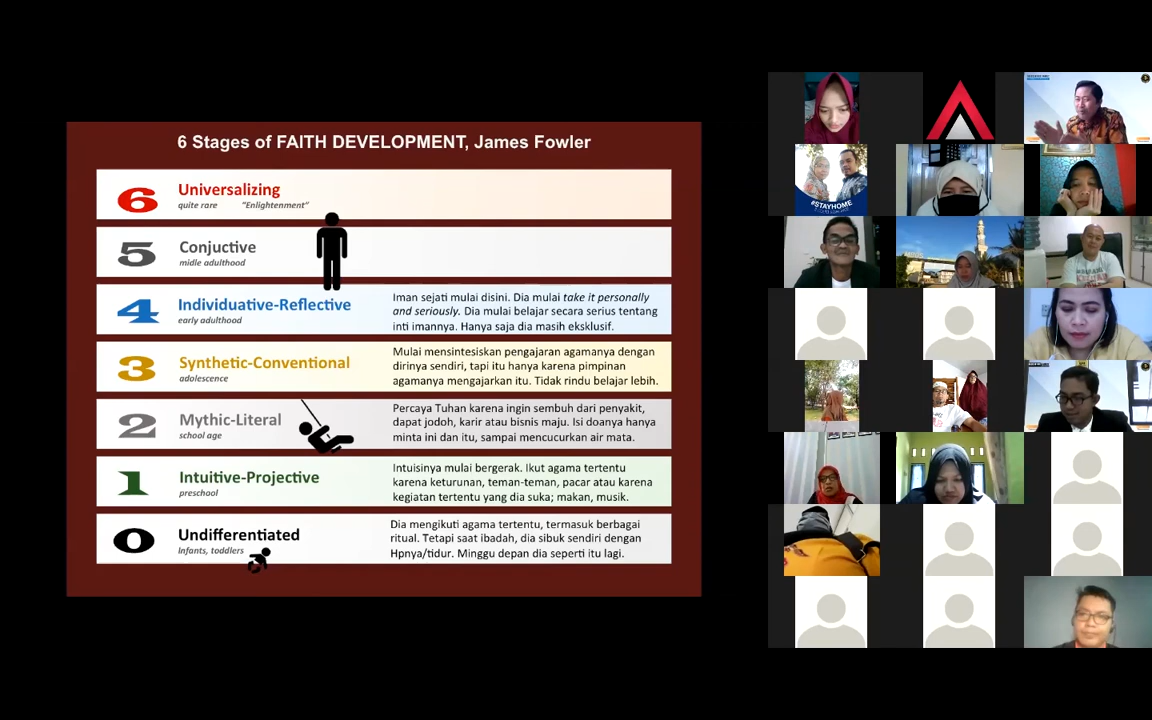 6 Stages of FAITH DEVELOPMENT, James Fowler
6
Universalizing
quite rare "Enlightenment"
5
Conjuctive
midle adulthood
4
Individuative-Reflective
early adulthood
Iman sejati mulai disini. Dia mulai take it personally
and seriously. Dia mulai belajar secara serius tentang
inti imannya. Hanya saja dia masih eksklusif.
3
Synthetic-Conventional
adolescence
Mulai mensintesiskan pengajaran agamanya dengan
dirinya sendiri, tapi itu hanya karena pimpinan
agamanya mengajarkan itu. Tidak rindu belajar lebih.
2
Mythic-Literal
school age
Percaya Tuhan karena ingin sembuh dari penyakit,
dapat jodoh, karir atau bisnis maju. Isi doanya hanya
minta ini dan itu, sampai mencucurkan air mata.
1
Intuitive-Projective
preschool
Intuisinya mulai bergerak. Ikut agama tertentu
karena keturunan, teman-teman, pacar atau karena
kegiatan tertentu yang dia suka; makan, musik.
0
Undifferentiated
Infants, toddlers
Dia mengikuti agama tertentu, termasuk berbagai
ritual. Tetapi saat ibadah, dia sibuk sendiri dengan
Hpnya/tidur. Minggu depan dia seperti itu lagi.
#STAYHOME